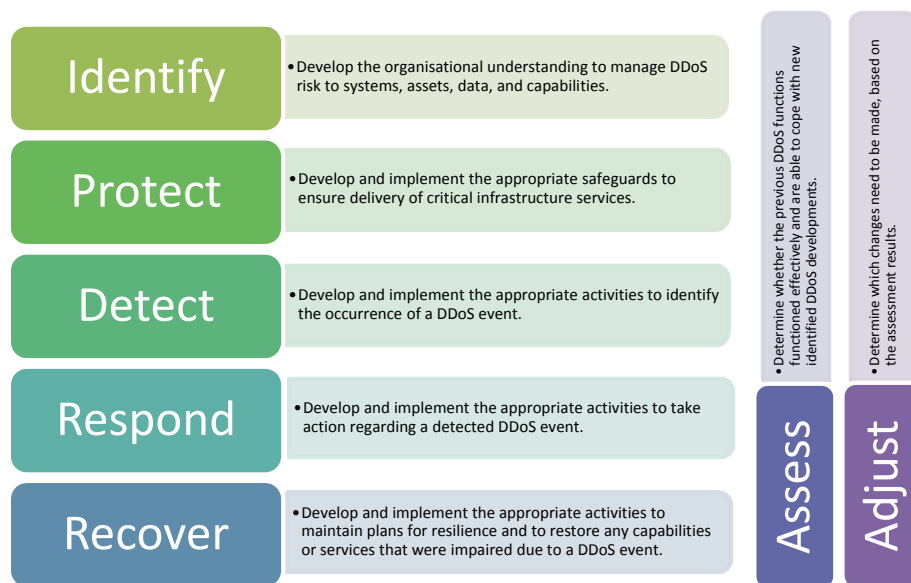 Identify
• Develop the organisational understanding to manage DDoS
risk to systems, assets, data, and capabilities.
Protect
• Develop and implement the appropriate safeguards to
ensure delivery of critical infrastructure services.
Detect
• Develop and implement the appropriate activities to identify
the occurrence of a DDoS event.
Respond
• Develop and implement the appropriate activities to take
action regarding a detected DDoS event.
Recover
• Develop and implement the appropriate activities to
maintain plans for resilience and to restore any capabilities
or services that were impaired due to a DDoS event.
Assess
• Determine whether the previous DDoS functions
functioned effectively and are able to cope with new
identified DDoS developments.
Adjust
• Determine which changes need to be made, based on
the assessment results.